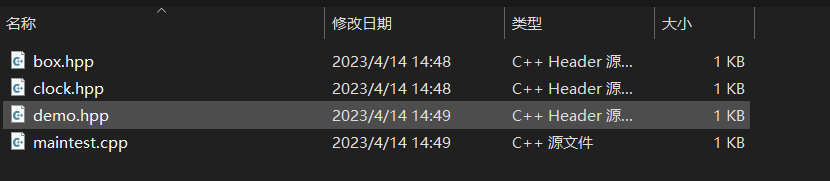 名称 修改日期 类型 大小
box.hpp 2023/4/14 14:48 C++ Header 源... 1 KB
clock.hpp 2023/4/14 14:48 C++ Header 源... 1 KB
demo.hpp 2023/4/14 14:49 C++ Header 源... 1 KB
maintest.cpp 2023/4/14 14:49 C++ 源文件 1 KB